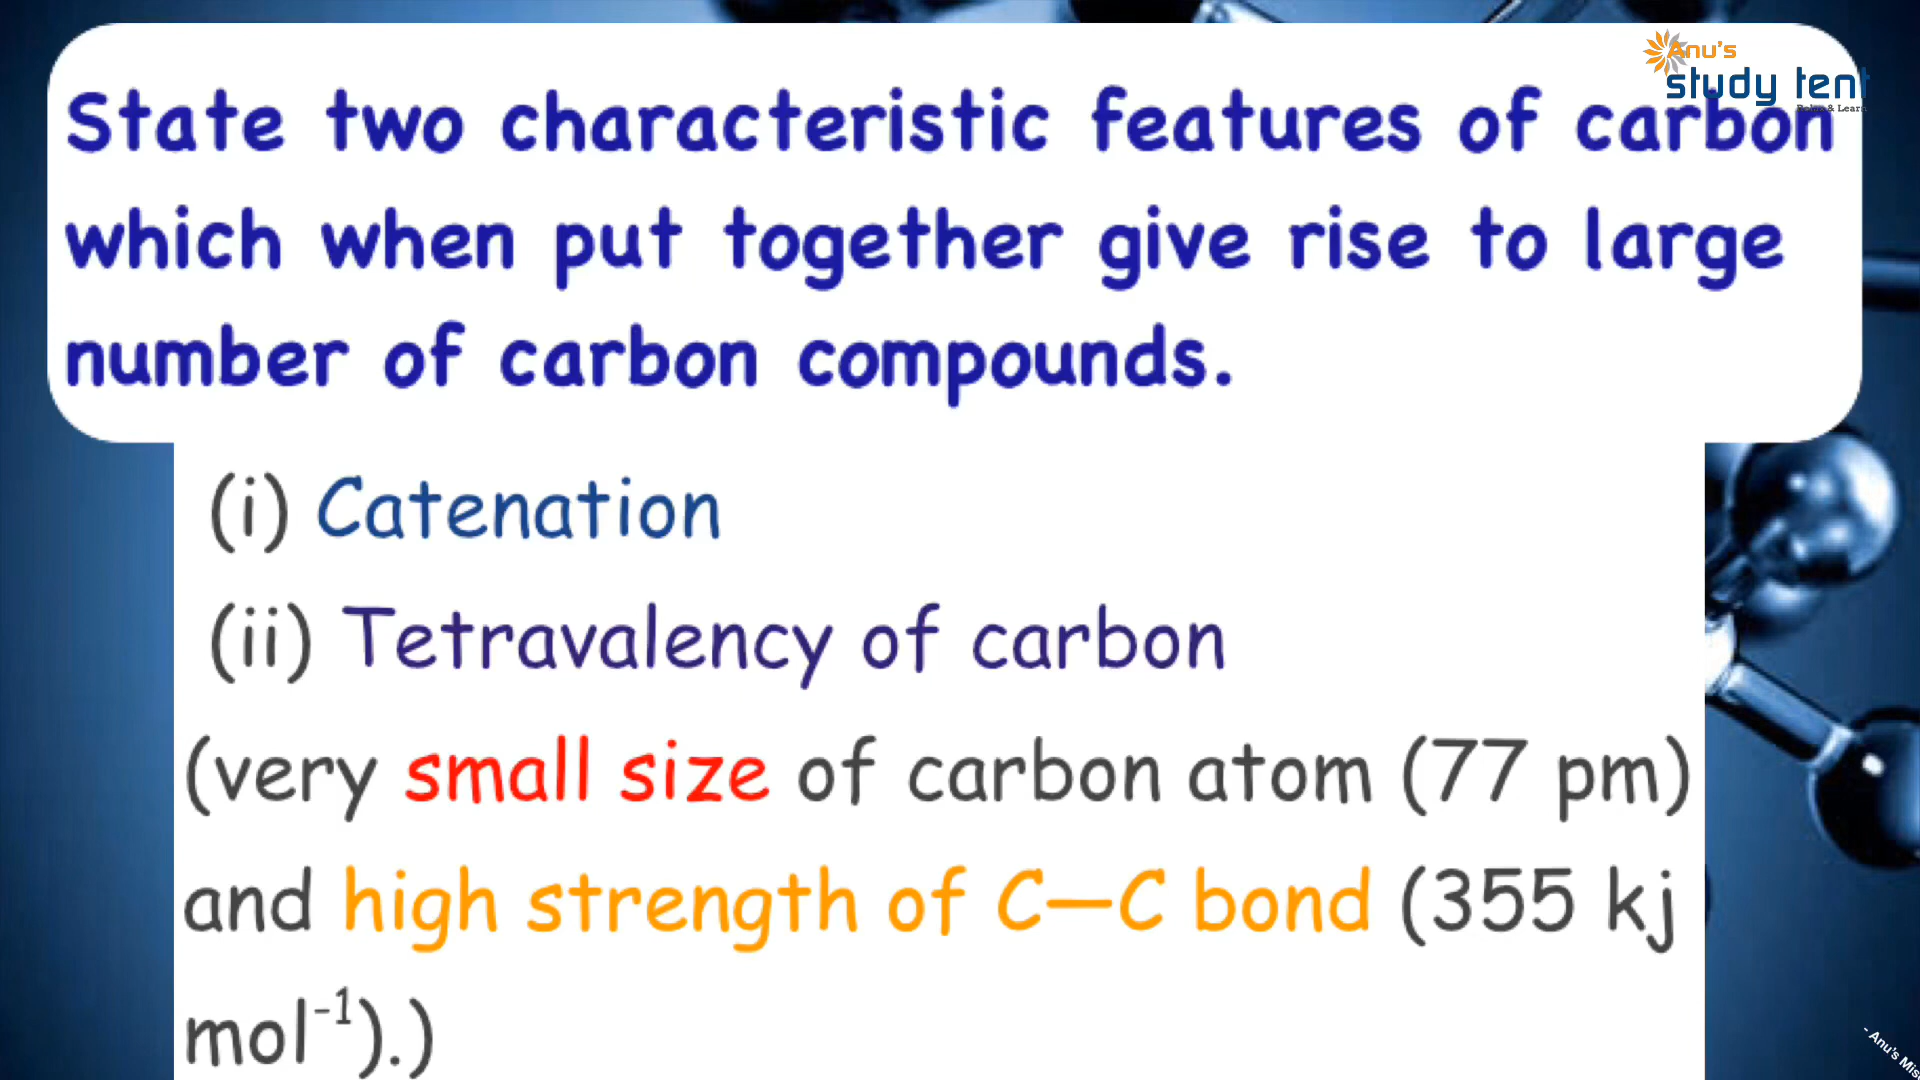 Anu's
study tent
State two characteristic features of carbon
which when put together give rise to large
number of carbon compounds.
(i) Catenation
(ii) Tetravalency of carbon
(very small size of carbon atom (77 pm)
and high strength of C—C bond (355 kj
mol⁻¹).)
- Anu's